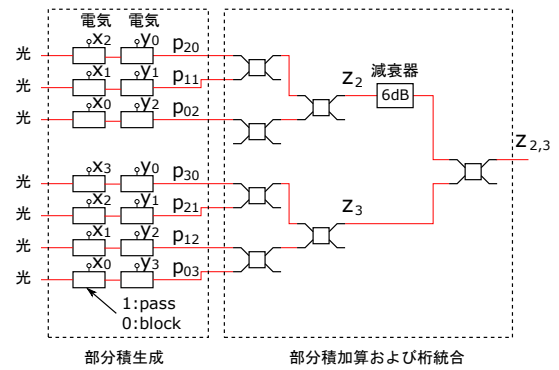 電気 電気
光 x2 y0 p20
光 x1 y1 p11
光 x0 y2 p02
z2
減衰器
6dB
z2,3
光 x3 y0 p30
光 x2 y1 p21
光 x1 y2 p12
光 x0 y3 p03
z3
1:pass
0:block
部分積生成
部分積加算および桁統合